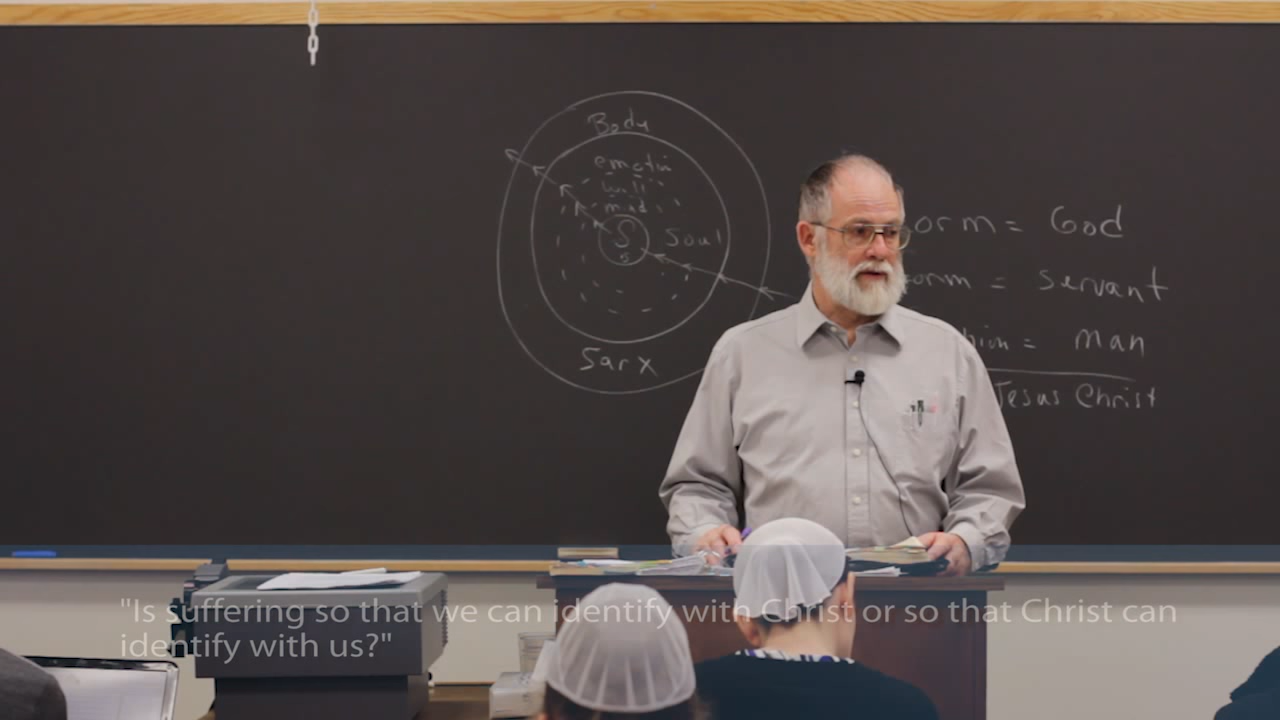 Body
emotion
will
mind
S
Soul
Sarx
orm = God
orm = servant
hion = man
Jesus Christ
"Is suffering so that we can identify with Christ or so that Christ can
identify with us?"